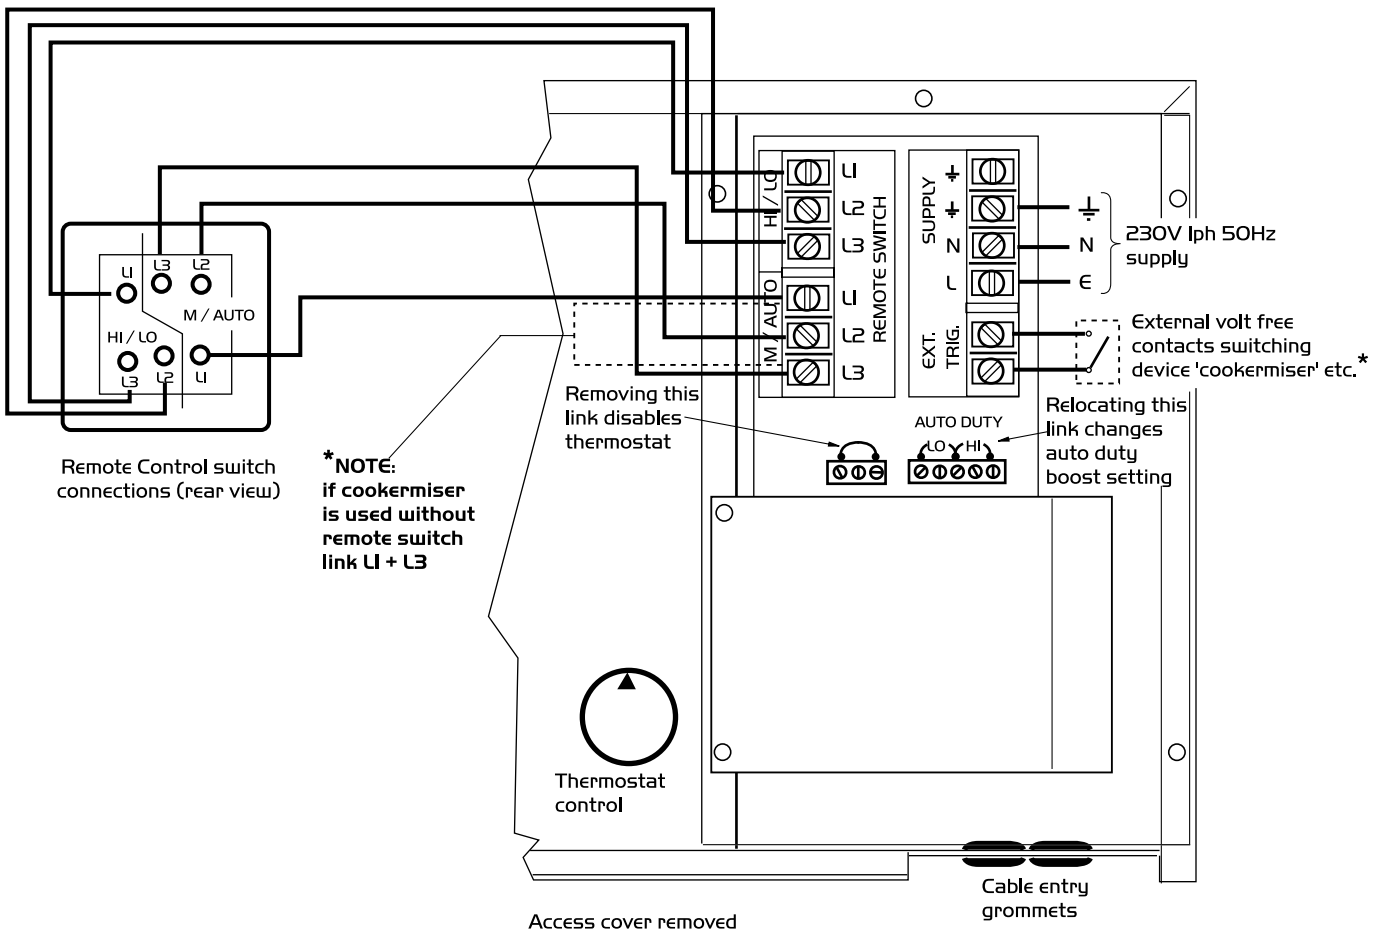 HI / LO
L1
L2
L3
M / AUTO
L1
L2
L3
REMOTE SWITCH
SUPPLY
N
L
EXT.
TRIG.
N
E
230V 1ph 50Hz
supply
External volt free
contacts switching
device 'cookermiser' etc.*
L1
L3
L2
M / AUTO
HI / LO
L3
L2
L1
Remote Control switch
connections (rear view)
Removing this
link disables
thermostat
AUTO DUTY
LO
HI
Relocating this
link changes
auto duty
boost setting
*NOTE:
if cookermiser
is used without
remote switch
link L1 + L3
Thermostat
control
Cable entry
grommets
Access cover removed